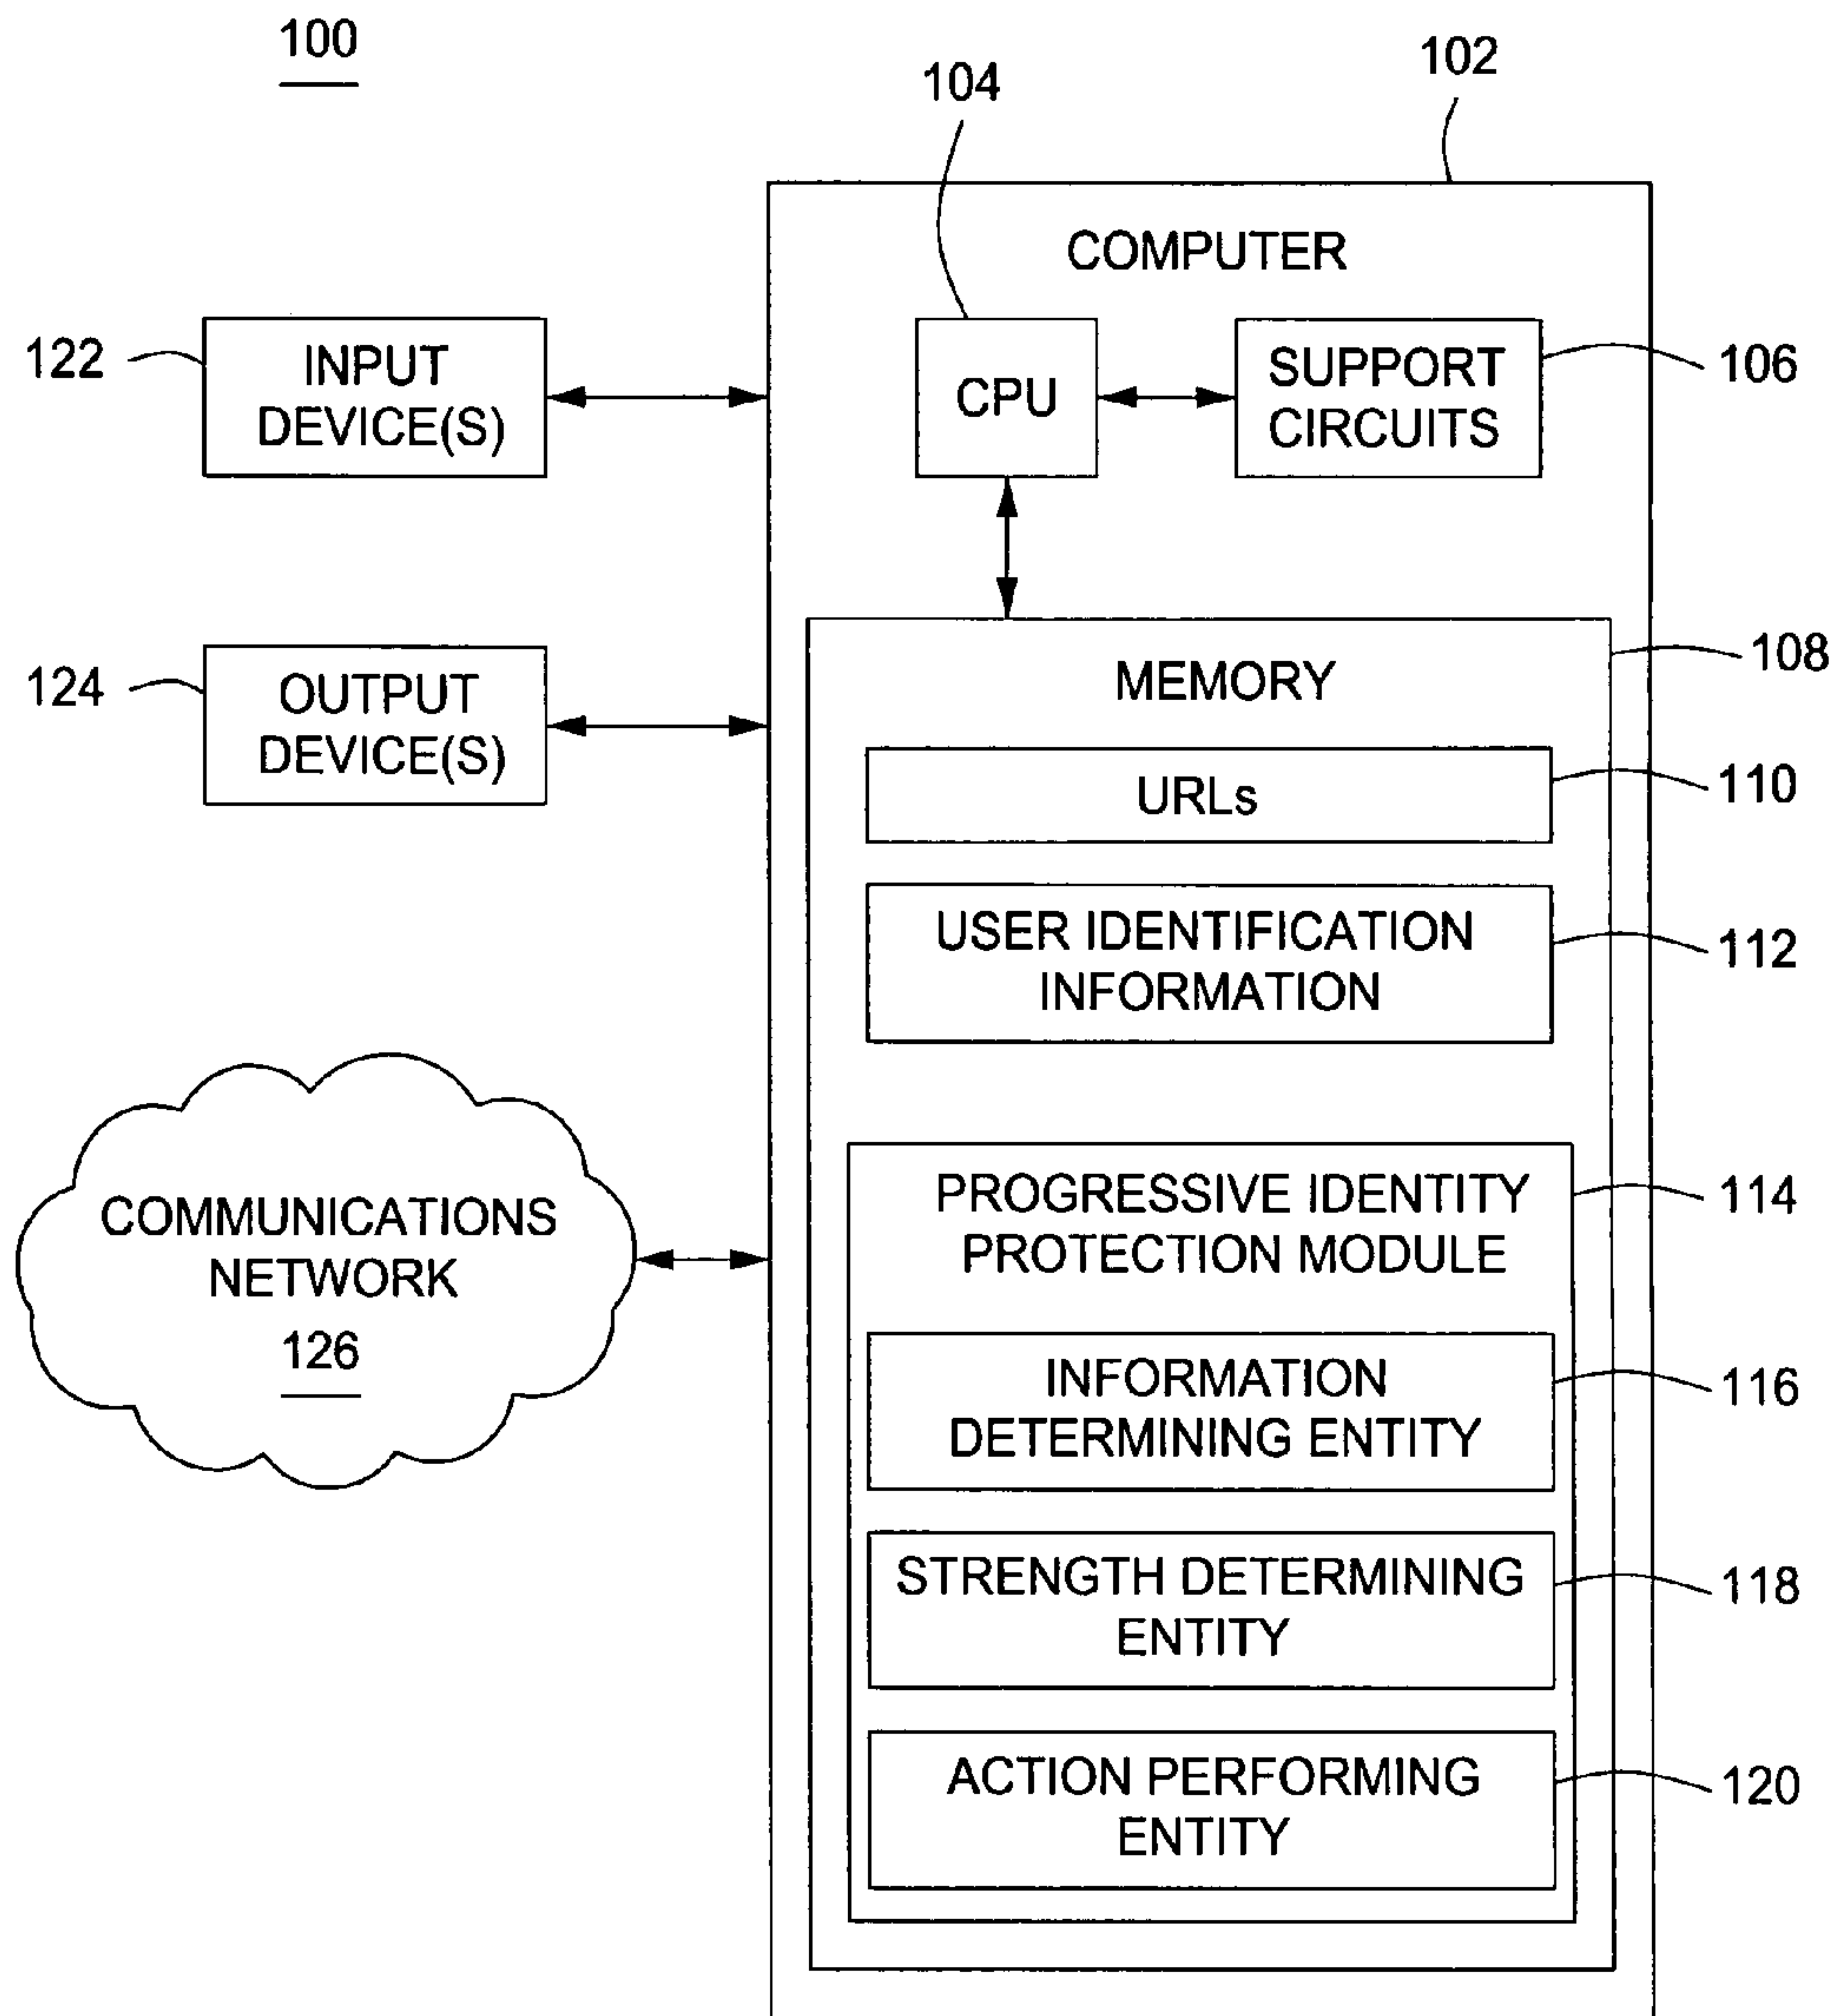 100
102
104
COMPUTER
122
INPUT
DEVICE(S)
CPU
SUPPORT
CIRCUITS
106
124
OUTPUT
DEVICE(S)
MEMORY
108
URLs
110
USER IDENTIFICATION
INFORMATION
112
COMMUNICATIONS
NETWORK
126
PROGRESSIVE IDENTITY
PROTECTION MODULE
114
INFORMATION
DETERMINING ENTITY
116
STRENGTH DETERMINING
ENTITY
118
ACTION PERFORMING
ENTITY
120